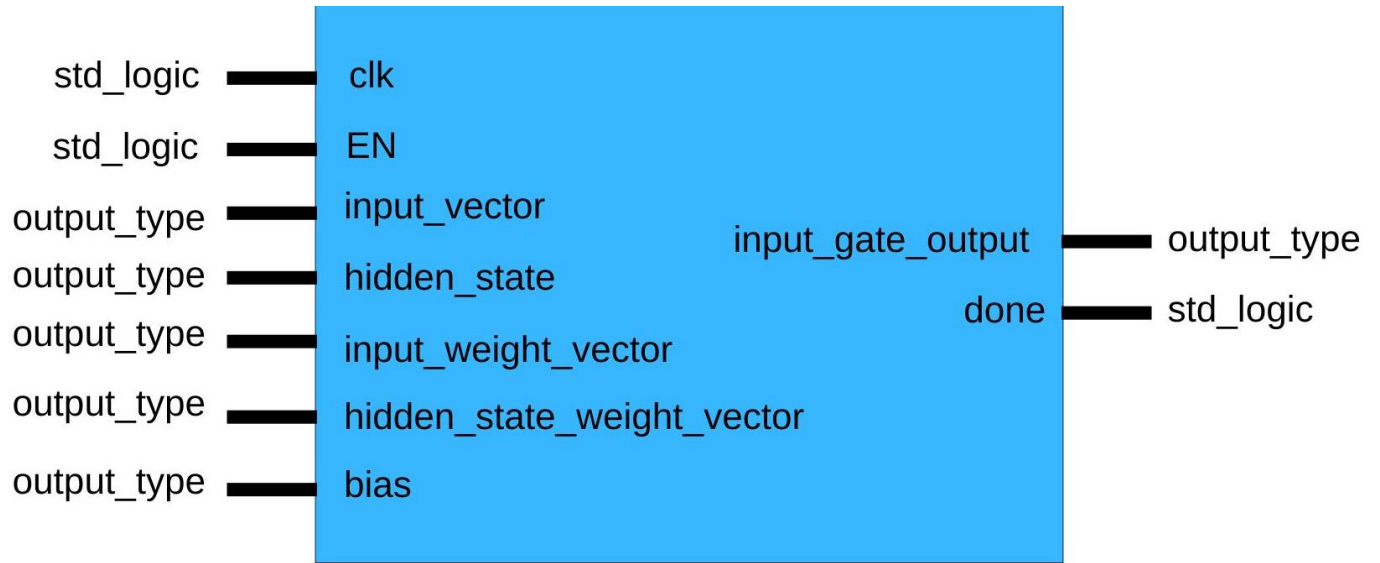 std_logic clk
std_logic EN
output_type input_vector
input_gate_output output_type
output_type hidden_state
done std_logic
output_type input_weight_vector
output_type hidden_state_weight_vector
output_type bias